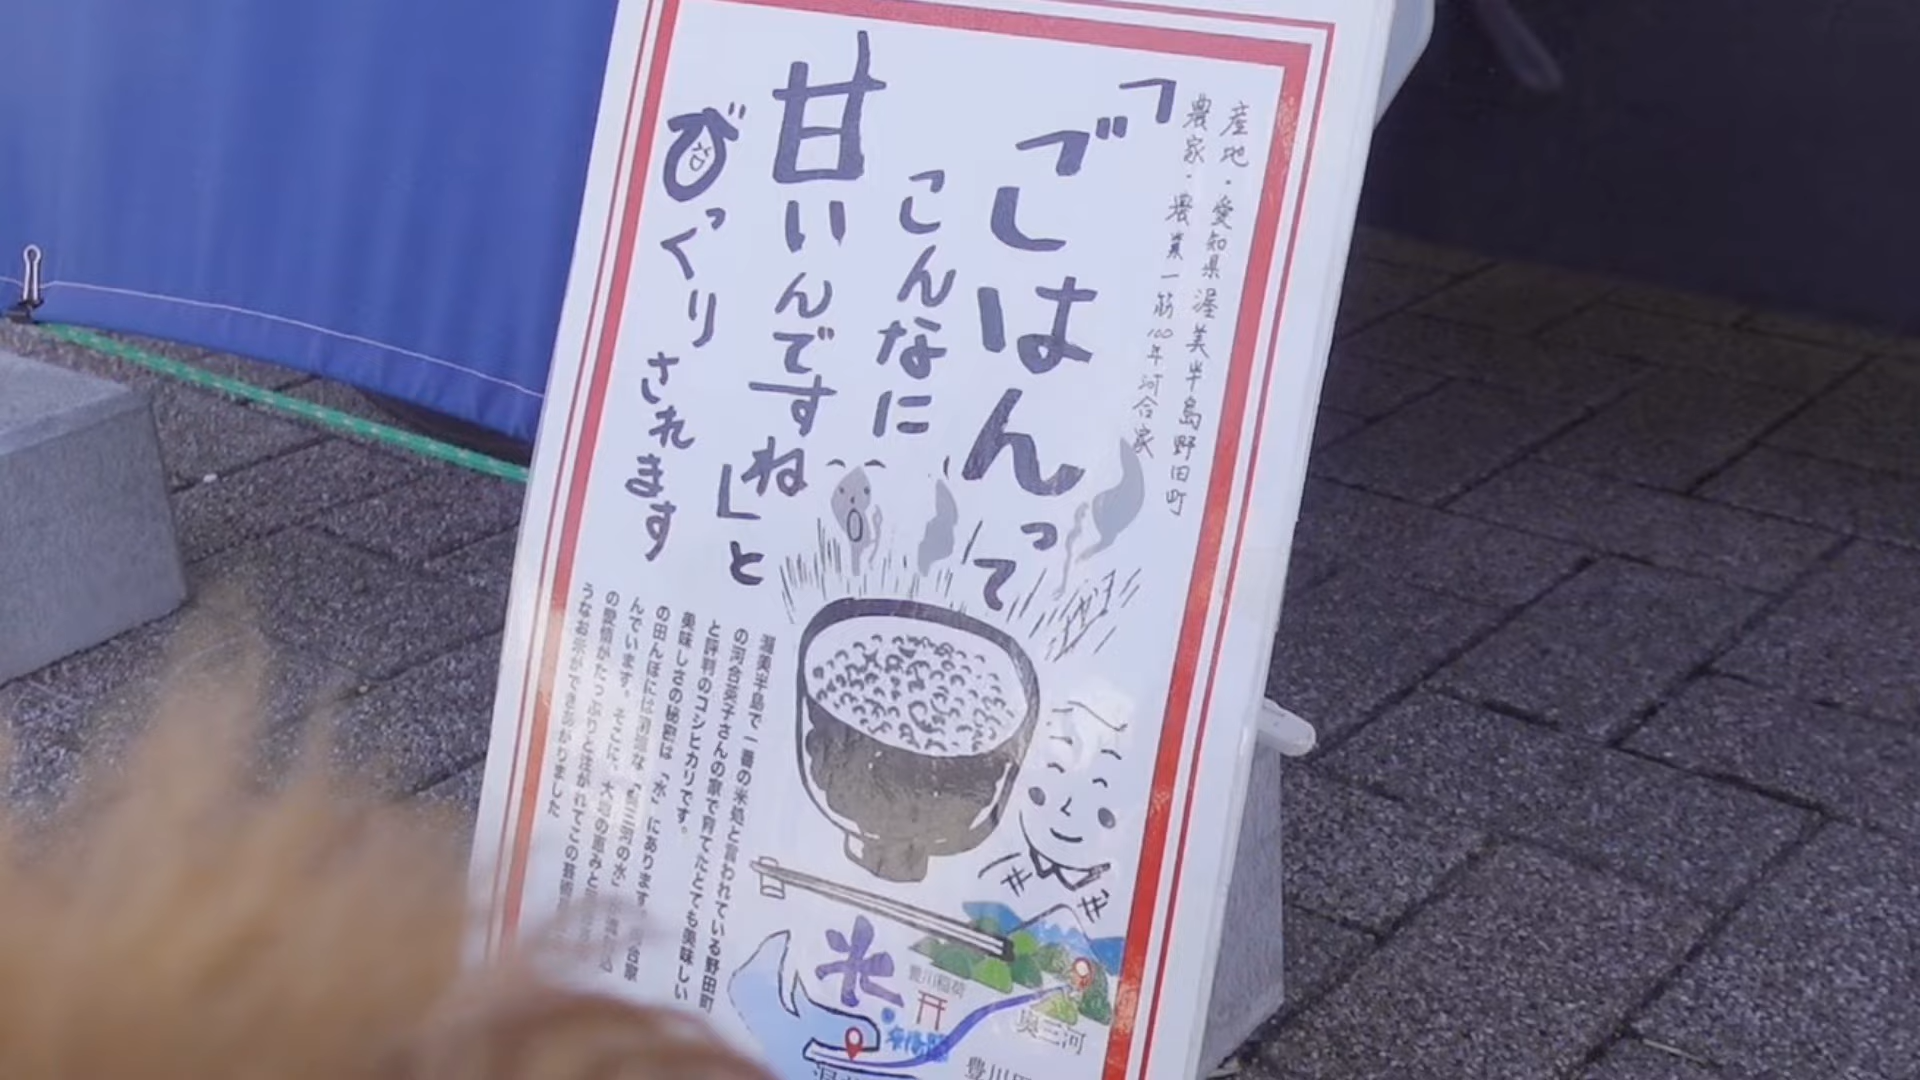 産地・愛知県渥美半島野田町
農家・農業一筋100年河合家
「ごはんって
こんなに
甘いんですね」と
びっくりされます
渥美半島で一番の米処と言われている野田町
の河合英子さんの家で育てたとても美味しい
と評判のコシヒカリです。
美味しさの秘密は「水」にあります。
の田んぼには
んでいます。そこに、大地の恵みと
の愛情がたっぷりと注がれてこの芸術
うなお米ができ上がりました
米
豊川稲荷
奥三河
豊川